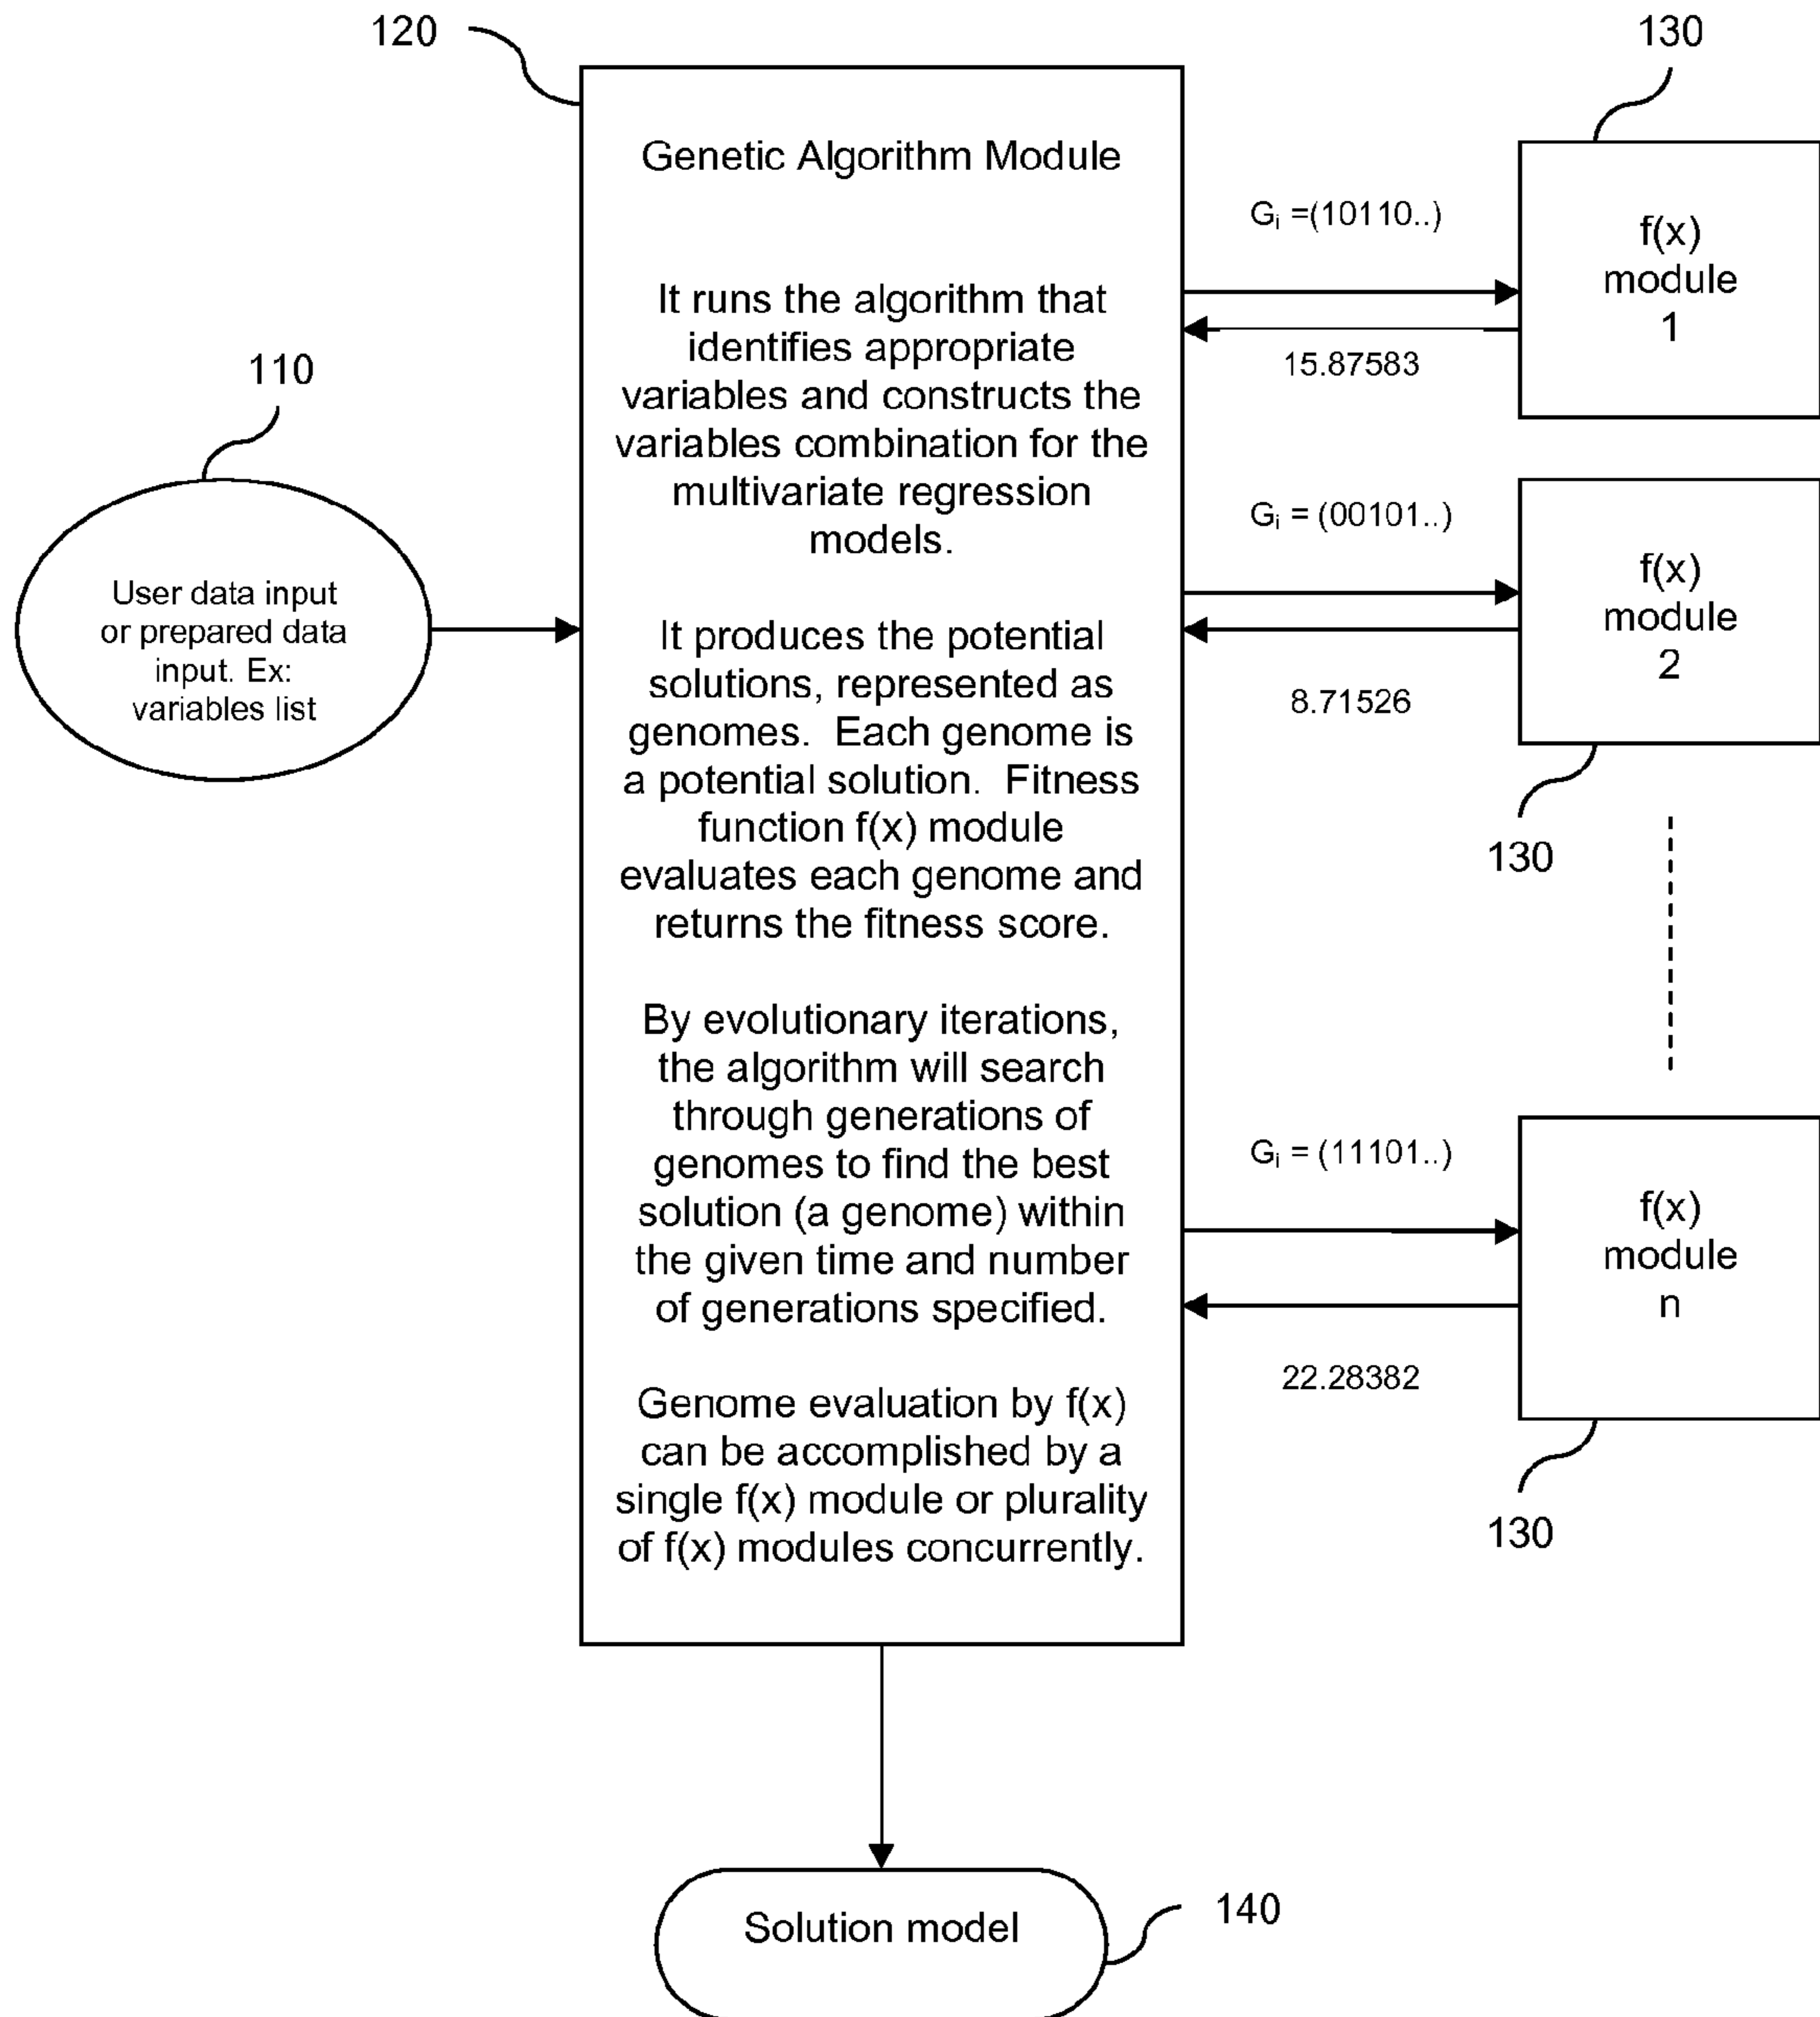 120
130
Genetic Algorithm Module
It runs the algorithm that
identifies appropriate
variables and constructs the
variables combination for the
multivariate regression
models.
It produces the potential
solutions, represented as
genomes. Each genome is
a potential solution. Fitness
function f(x) module
evaluates each genome and
returns the fitness score.
By evolutionary iterations,
the algorithm will search
through generations of
genomes to find the best
solution (a genome) within
the given time and number
of generations specified.
Genome evaluation by f(x)
can be accomplished by a
single f(x) module or plurality
of f(x) modules concurrently.
110
User data input
or prepared data
input. Ex:
variables list
Gi =(10110..)
15.87583
f(x)
module
1
Gi = (00101..)
8.71526
f(x)
module
2
130
Gi = (11101..)
22.28382
f(x)
module
n
130
Solution model
140